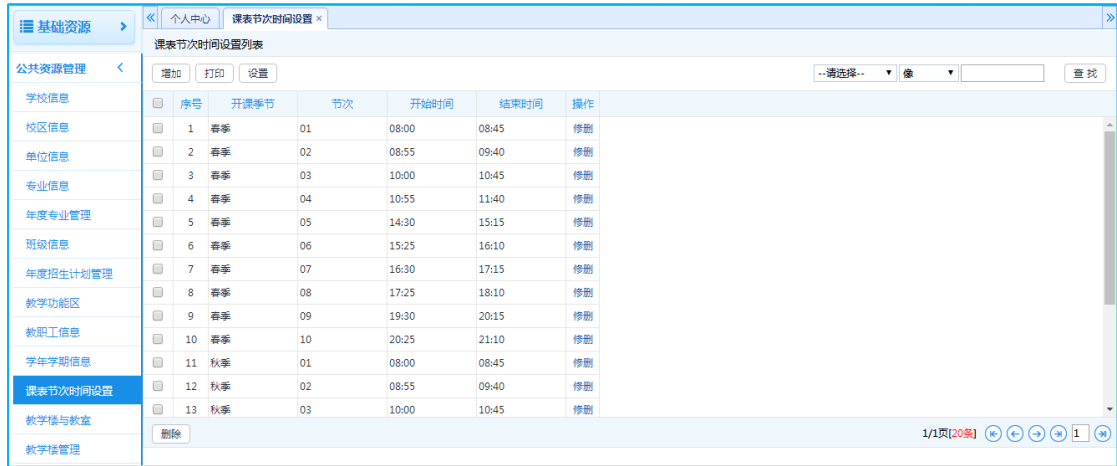 基础资源
公共资源管理
学校信息
校区信息
单位信息
专业信息
年度专业管理
班级信息
年度招生计划管理
教学功能区
教职工信息
学年学期信息
课表节次时间设置
教学楼与教室
教学楼管理
个人中心 课表节次时间设置 ×
课表节次时间设置列表
增加 打印 设置 --请选择-- 像 查找
序号 开课季节 节次 开始时间 结束时间 操作
1 春季 01 08:00 08:45 修删
2 春季 02 08:55 09:40 修删
3 春季 03 10:00 10:45 修删
4 春季 04 10:55 11:40 修删
5 春季 05 14:30 15:15 修删
6 春季 06 15:25 16:10 修删
7 春季 07 16:30 17:15 修删
8 春季 08 17:25 18:10 修删
9 春季 09 19:30 20:15 修删
10 春季 10 20:25 21:10 修删
11 秋季 01 08:00 08:45 修删
12 秋季 02 08:55 09:40 修删
13 秋季 03 10:00 10:45 修删
删除 1/1页[20条] 1